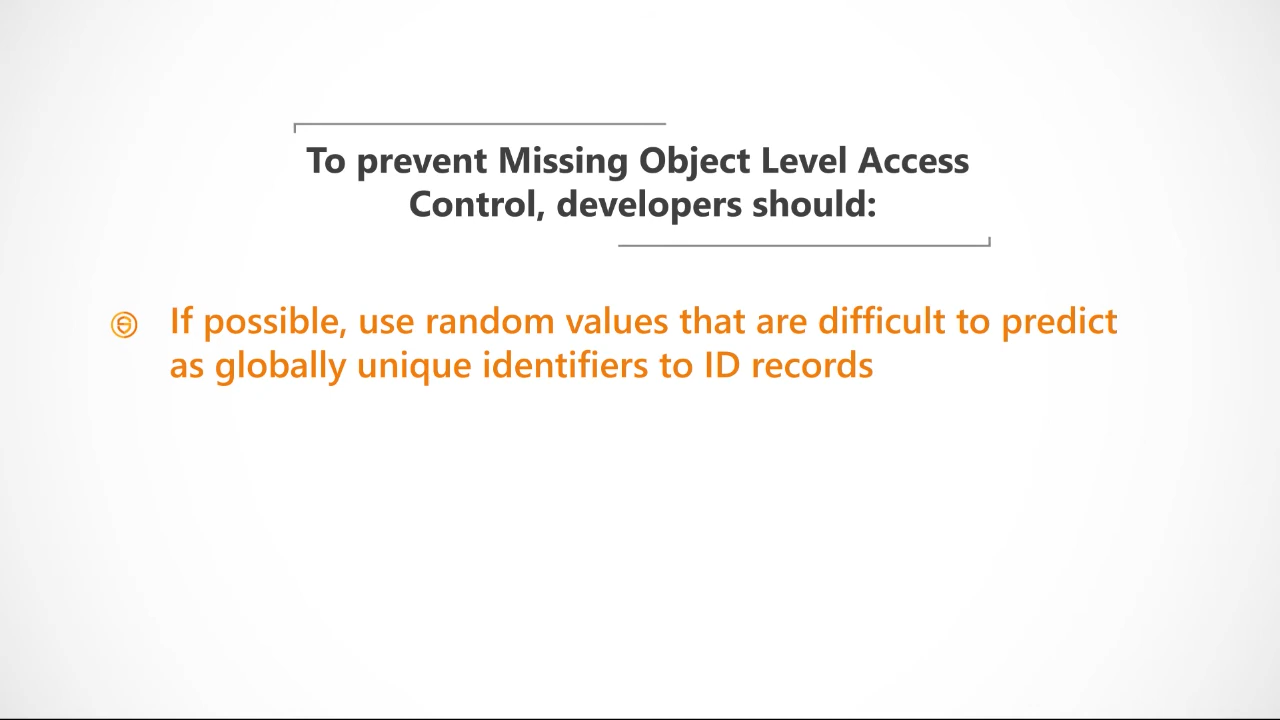 To prevent Missing Object Level Access
Control, developers should:
If possible, use random values that are difficult to predict
as globally unique identifiers to ID records